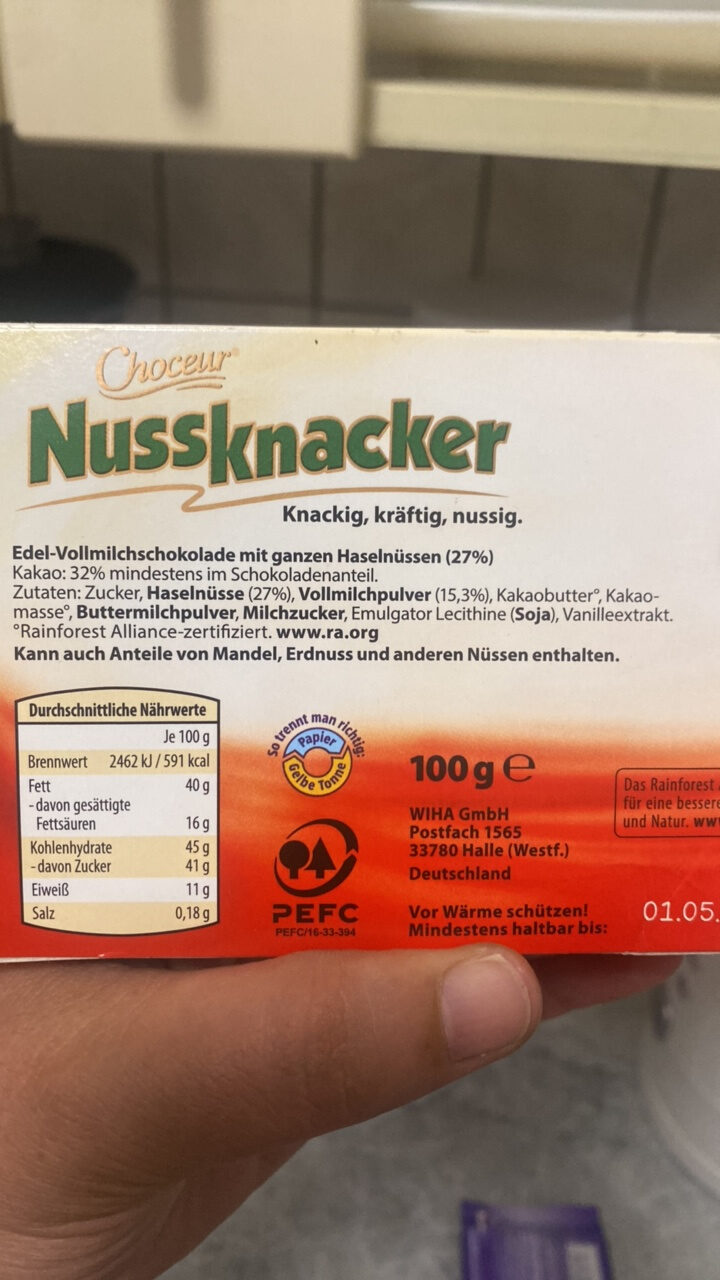 Choceur®
Nussknacker
Knackig, kräftig, nussig.
Edel-Vollmilchschokolade mit ganzen Haselnüssen (27%)
Kakao: 32% mindestens im Schokoladenanteil.
Zutaten: Zucker, Haselnüsse (27%), Vollmilchpulver (15,3%), Kakaobutter°, Kakao-
masse°, Buttermilchpulver, Milchzucker, Emulgator Lecithine (Soja), Vanilleextrakt.
°Rainforest Alliance-zertifiziert. www.ra.org
Kann auch Anteile von Mandel, Erdnuss und anderen Nüssen enthalten.
Durchschnittliche Nährwerte
Je 100 g
Brennwert 2462 kJ / 591 kcal
Fett 40 g
- davon gesättigte
Fettsäuren 16 g
Kohlenhydrate 45 g
- davon Zucker 41 g
Eiweiß 11 g
Salz 0,18 g
So trennt man richtig:
Papier
Gelbe Tonne
PEFC
PEFC/16-33-394
100 g e
WIHA GmbH
Postfach 1565
33780 Halle (Westf.)
Deutschland
Vor Wärme schützen!
Mindestens haltbar bis:
01.05.
Das Rainforest
für eine bessere
und Natur.